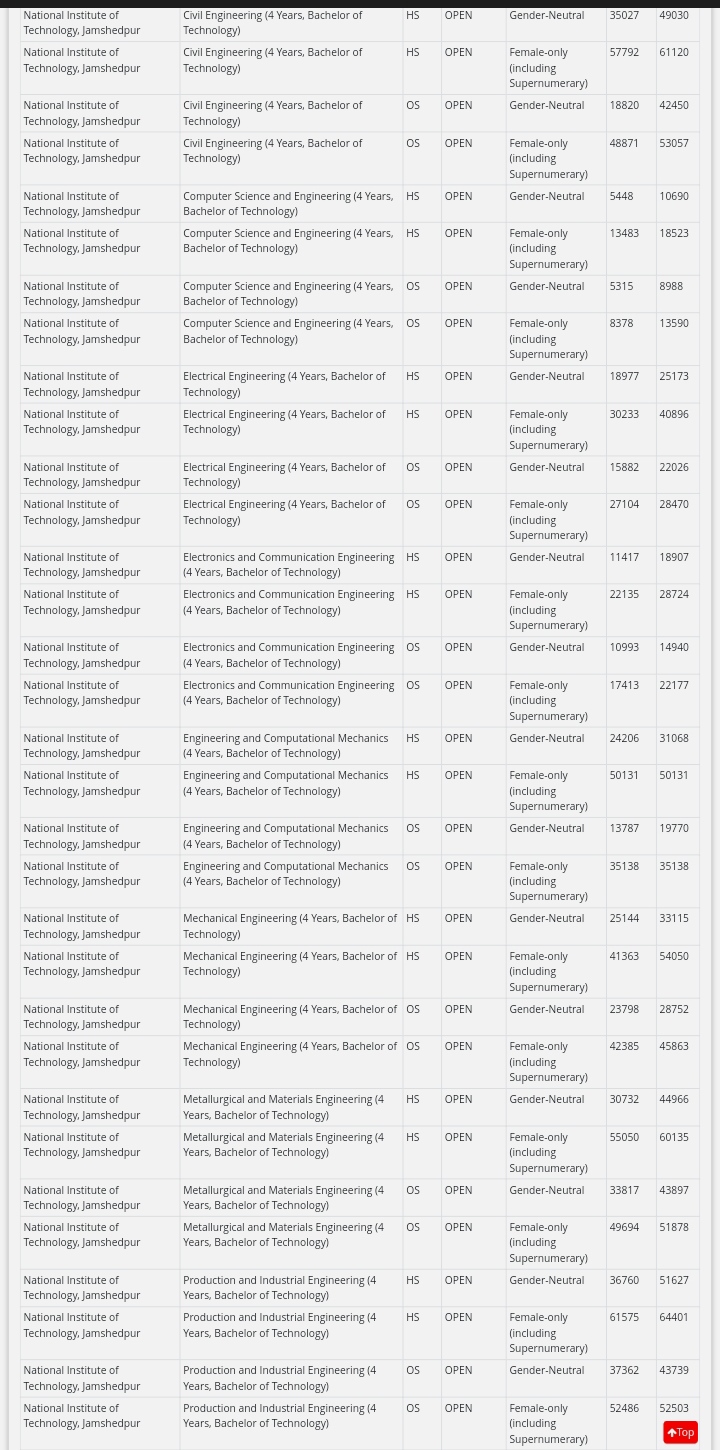 National Institute of Technology, Jamshedpur Civil Engineering (4 Years, Bachelor of Technology) HS OPEN Gender-Neutral 35027 49030
National Institute of Technology, Jamshedpur Civil Engineering (4 Years, Bachelor of Technology) HS OPEN Female-only (including Supernumerary) 57792 61120
National Institute of Technology, Jamshedpur Civil Engineering (4 Years, Bachelor of Technology) OS OPEN Gender-Neutral 18820 42450
National Institute of Technology, Jamshedpur Civil Engineering (4 Years, Bachelor of Technology) OS OPEN Female-only (including Supernumerary) 48871 53057
National Institute of Technology, Jamshedpur Computer Science and Engineering (4 Years, Bachelor of Technology) HS OPEN Gender-Neutral 5448 10690
National Institute of Technology, Jamshedpur Computer Science and Engineering (4 Years, Bachelor of Technology) HS OPEN Female-only (including Supernumerary) 13483 18523
National Institute of Technology, Jamshedpur Computer Science and Engineering (4 Years, Bachelor of Technology) OS OPEN Gender-Neutral 5315 8988
National Institute of Technology, Jamshedpur Computer Science and Engineering (4 Years, Bachelor of Technology) OS OPEN Female-only (including Supernumerary) 8378 13590
National Institute of Technology, Jamshedpur Electrical Engineering (4 Years, Bachelor of Technology) HS OPEN Gender-Neutral 18977 25173
National Institute of Technology, Jamshedpur Electrical Engineering (4 Years, Bachelor of Technology) HS OPEN Female-only (including Supernumerary) 30233 40896
National Institute of Technology, Jamshedpur Electrical Engineering (4 Years, Bachelor of Technology) OS OPEN Gender-Neutral 15882 22026
National Institute of Technology, Jamshedpur Electrical Engineering (4 Years, Bachelor of Technology) OS OPEN Female-only (including Supernumerary) 27104 28470
National Institute of Technology, Jamshedpur Electronics and Communication Engineering (4 Years, Bachelor of Technology) HS OPEN Gender-Neutral 11417 18907
National Institute of Technology, Jamshedpur Electronics and Communication Engineering (4 Years, Bachelor of Technology) HS OPEN Female-only (including Supernumerary) 22135 28724
National Institute of Technology, Jamshedpur Electronics and Communication Engineering (4 Years, Bachelor of Technology) OS OPEN Gender-Neutral 10993 14940
National Institute of Technology, Jamshedpur Electronics and Communication Engineering (4 Years, Bachelor of Technology) OS OPEN Female-only (including Supernumerary) 17413 22177
National Institute of Technology, Jamshedpur Engineering and Computational Mechanics (4 Years, Bachelor of Technology) HS OPEN Gender-Neutral 24206 31068
National Institute of Technology, Jamshedpur Engineering and Computational Mechanics (4 Years, Bachelor of Technology) HS OPEN Female-only (including Supernumerary) 50131 50131
National Institute of Technology, Jamshedpur Engineering and Computational Mechanics (4 Years, Bachelor of Technology) OS OPEN Gender-Neutral 13787 19770
National Institute of Technology, Jamshedpur Engineering and Computational Mechanics (4 Years, Bachelor of Technology) OS OPEN Female-only (including Supernumerary) 35138 35138
National Institute of Technology, Jamshedpur Mechanical Engineering (4 Years, Bachelor of Technology) HS OPEN Gender-Neutral 25144 33115
National Institute of Technology, Jamshedpur Mechanical Engineering (4 Years, Bachelor of Technology) HS OPEN Female-only (including Supernumerary) 41363 54050
National Institute of Technology, Jamshedpur Mechanical Engineering (4 Years, Bachelor of Technology) OS OPEN Gender-Neutral 23798 28752
National Institute of Technology, Jamshedpur Mechanical Engineering (4 Years, Bachelor of Technology) OS OPEN Female-only (including Supernumerary) 42385 45863
National Institute of Technology, Jamshedpur Metallurgical and Materials Engineering (4 Years, Bachelor of Technology) HS OPEN Gender-Neutral 30732 44966
National Institute of Technology, Jamshedpur Metallurgical and Materials Engineering (4 Years, Bachelor of Technology) HS OPEN Female-only (including Supernumerary) 55050 60135
National Institute of Technology, Jamshedpur Metallurgical and Materials Engineering (4 Years, Bachelor of Technology) OS OPEN Gender-Neutral 33817 43897
National Institute of Technology, Jamshedpur Metallurgical and Materials Engineering (4 Years, Bachelor of Technology) OS OPEN Female-only (including Supernumerary) 49694 51878
National Institute of Technology, Jamshedpur Production and Industrial Engineering (4 Years, Bachelor of Technology) HS OPEN Gender-Neutral 36760 51627
National Institute of Technology, Jamshedpur Production and Industrial Engineering (4 Years, Bachelor of Technology) HS OPEN Female-only (including Supernumerary) 61575 64401
National Institute of Technology, Jamshedpur Production and Industrial Engineering (4 Years, Bachelor of Technology) OS OPEN Gender-Neutral 37362 43739
National Institute of Technology, Jamshedpur Production and Industrial Engineering (4 Years, Bachelor of Technology) OS OPEN Female-only (including Supernumerary) 52486 52503
Top